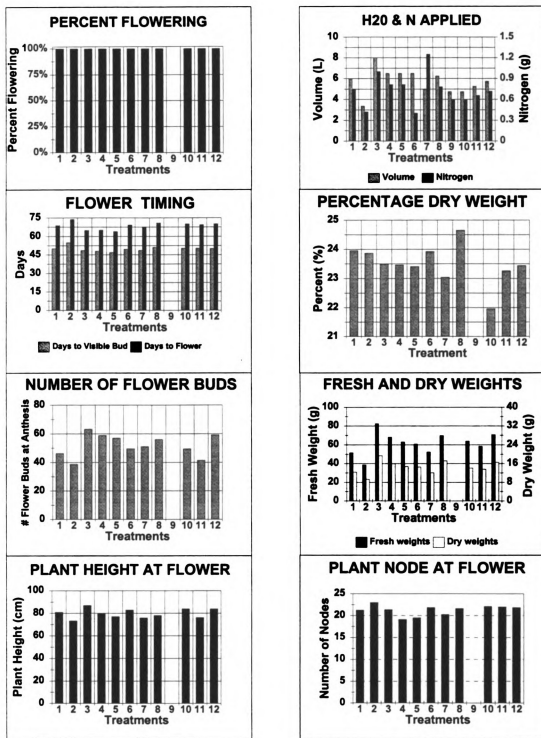 PERCENT FLOWERING
Percent Flowering
100%
75%
50%
25%
0%
1 2 3 4 5 6 7 8 9 10 11 12
Treatments
H20 & N APPLIED
Volume (L)
10
8
6
4
2
0
Nitrogen (g)
1.5
1.2
0.9
0.6
0.3
0
1 2 3 4 5 6 7 8 9 10 11 12
Treatments
Volume Nitrogen
FLOWER TIMING
Days
75
60
45
30
15
0
1 2 3 4 5 6 7 8 9 10 11 12
Treatments
Days to Visible Bud Days to Flower
PERCENTAGE DRY WEIGHT
Percent (%)
25
24
23
22
21
1 2 3 4 5 6 7 8 9 10 11 12
Treatment
NUMBER OF FLOWER BUDS
# Flower Buds at Anthesis
80
60
40
20
0
1 2 3 4 5 6 7 8 9 10 11 12
Treatments
FRESH AND DRY WEIGHTS
Fresh Weight (g)
100
80
60
40
20
0
Dry Weight (g)
40
32
24
16
8
0
1 2 3 4 5 6 7 8 9 10 11 12
Treatments
Fresh weights Dry weights
PLANT HEIGHT AT FLOWER
Plant Height (cm)
100
80
60
40
20
0
1 2 3 4 5 6 7 8 9 10 11 12
Treatments
PLANT NODE AT FLOWER
Number of Nodes
25
20
15
10
5
0
1 2 3 4 5 6 7 8 9 10 11 12
Treatments